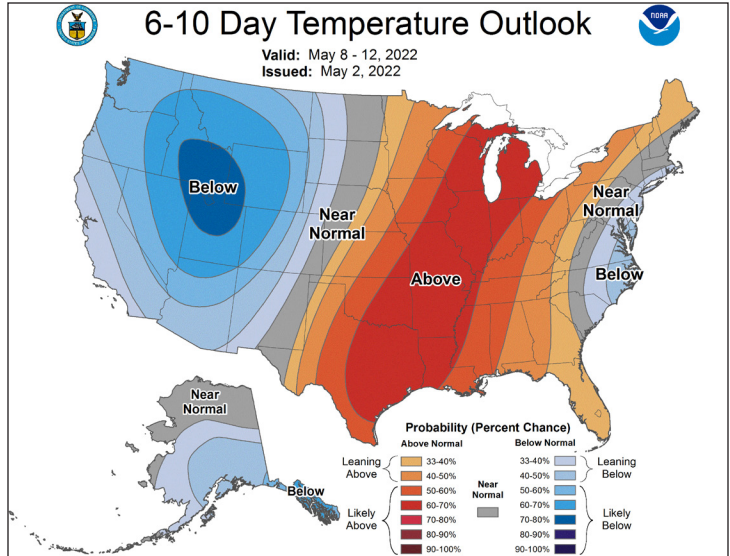 6-10 Day Temperature Outlook
NOAA
Valid: May 8 - 12, 2022
Issued: May 2, 2022
Below
Near
Normal
Near
Normal
Above
Below
Near
Normal
Below
Probability (Percent Chance)
Above Normal
Below Normal
Leaning
Above
33-40%
40-50%
Likely
Above
50-60%
60-70%
70-80%
80-90%
90-100%
Near
Normal
33-40%
40-50%
Leaning
Below
50-60%
60-70%
70-80%
80-90%
90-100%
Likely
Below